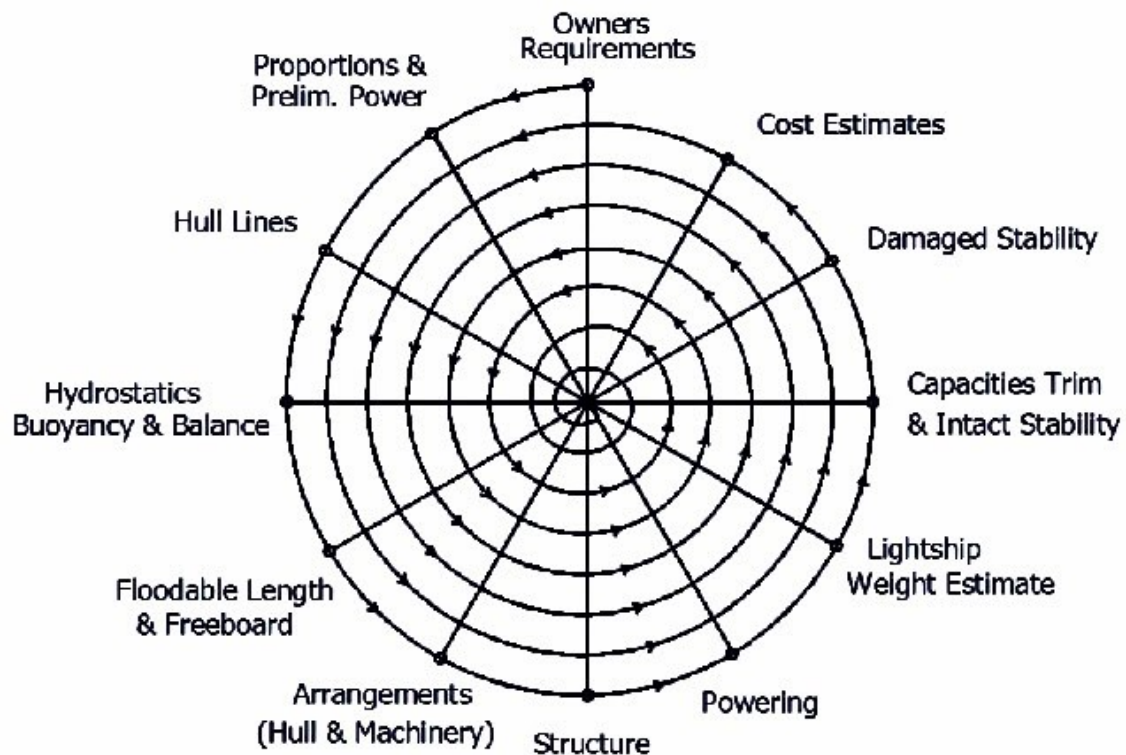 Owners
Requirements
Proportions &
Prelim. Power
Cost Estimates
Hull Lines
Damaged Stability
Hydrostatics
Buoyancy & Balance
Capacities Trim
& Intact Stability
Floodable Length
& Freeboard
Lightship
Weight Estimate
Arrangements
(Hull & Machinery)
Powering
Structure